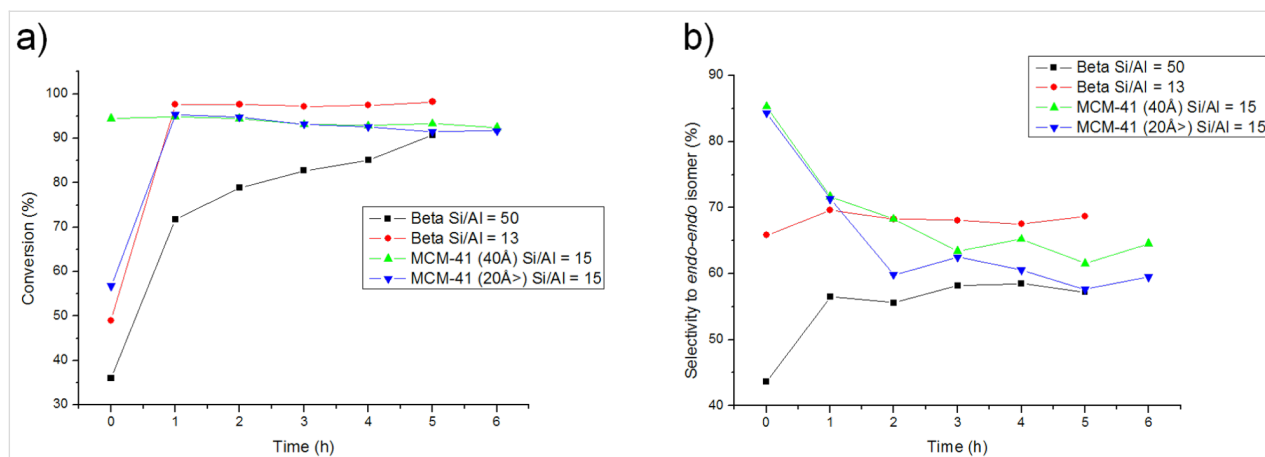 a)
100
90
80
70
60
50
40
30
Conversion (%)
0 1 2 3 4 5 6
Time (h)
Beta Si/Al = 50
Beta Si/Al = 13
MCM-41 (40Å) Si/Al = 15
MCM-41 (20Å>) Si/Al = 15
b)
90
80
70
60
50
40
Selectivity to endo-endo isomer (%)
0 1 2 3 4 5 6
Time (h)
Beta Si/Al = 50
Beta Si/Al = 13
MCM-41 (40Å) Si/Al = 15
MCM-41 (20Å>) Si/Al = 15